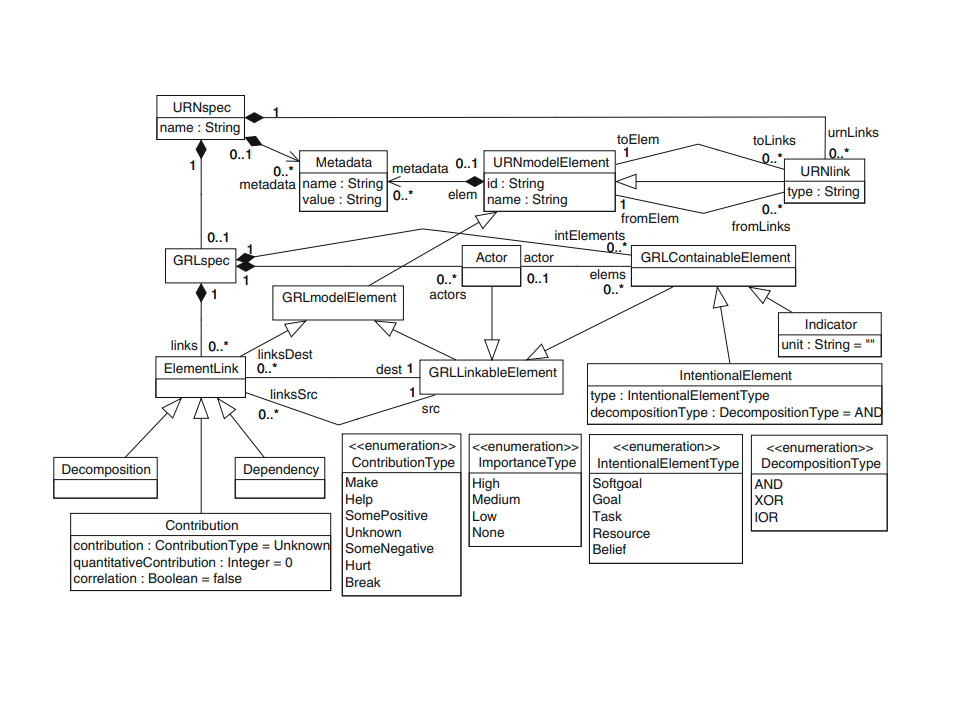 URNspec
name : String
1
1
0..1
0..*
metadata
Metadata
name : String
value : String
metadata
0..*
0..1
elem
URNmodelElement
id : String
name : String
toElem
1
toLinks
0..*
urnLinks
0..*
URNlink
type : String
1
fromElem
0..*
fromLinks
0..1
GRLspec
1
1
1
intElements
0..*
Actor
actor
0..1
0..*
actors
elems
0..*
GRLContainableElement
GRLmodelElement
Indicator
unit : String = ""
links
0..*
ElementLink
linksDest
0..*
dest
1
linksSrc
0..*
1
src
GRLLinkableElement
IntentionalElement
type : IntentionalElementType
decompositionType : DecompositionType = AND
Decomposition
Dependency
Contribution
contribution : ContributionType = Unknown
quantitativeContribution : Integer = 0
correlation : Boolean = false
<<enumeration>>
ContributionType
Make
Help
SomePositive
Unknown
SomeNegative
Hurt
Break
<<enumeration>>
ImportanceType
High
Medium
Low
None
<<enumeration>>
IntentionalElementType
Softgoal
Goal
Task
Resource
Belief
<<enumeration>>
DecompositionType
AND
XOR
IOR